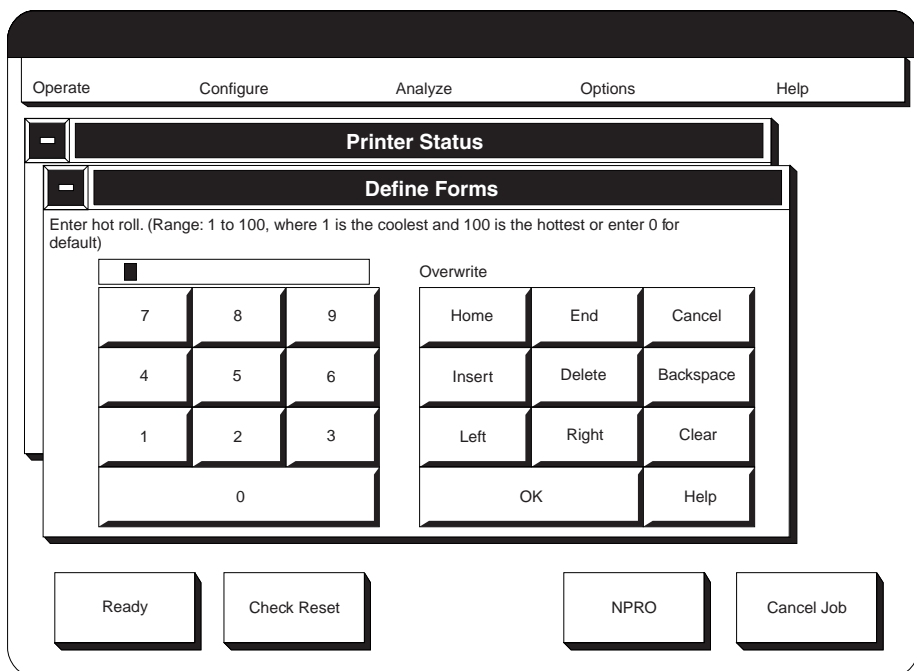 Operate Configure Analyze Options Help
Printer Status
Define Forms
Enter hot roll. (Range: 1 to 100, where 1 is the coolest and 100 is the hottest or enter 0 for
default)
Overwrite
7 8 9 Home End Cancel
4 5 6 Insert Delete Backspace
1 2 3 Left Right Clear
0 OK Help
Ready Check Reset NPRO Cancel Job